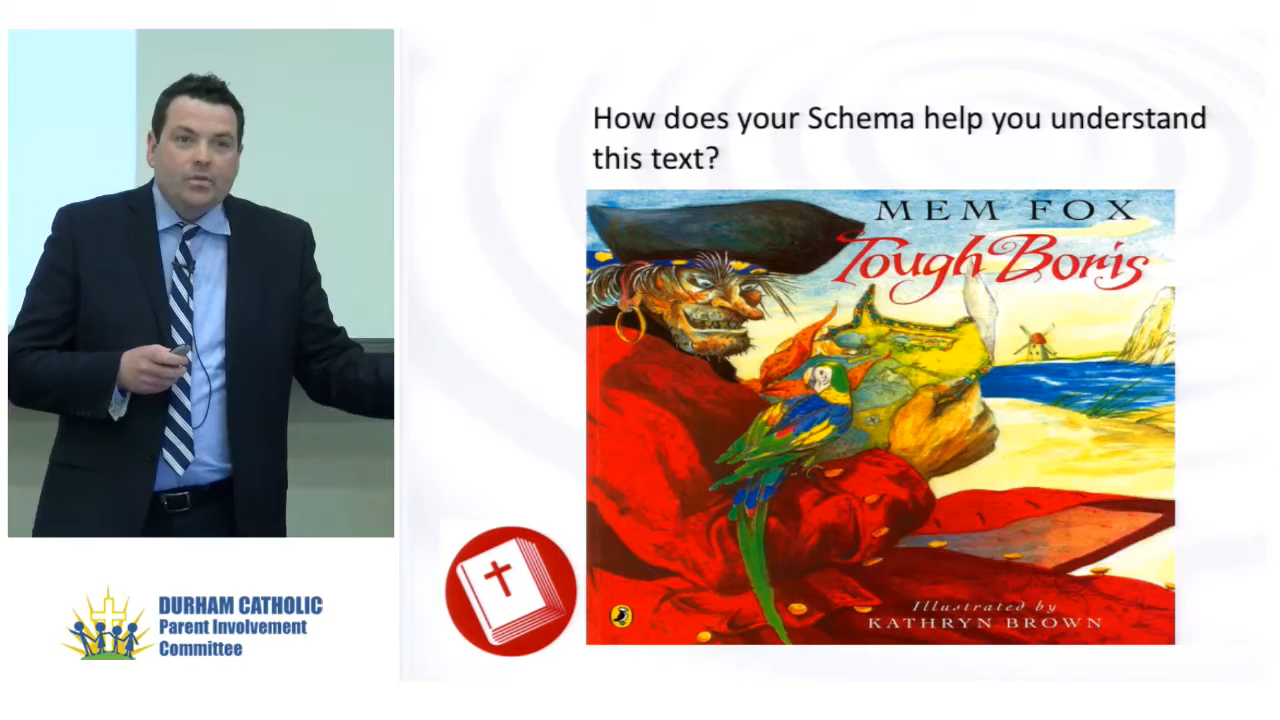 How does your Schema help you understand
this text?
MEM FOX
Tough Boris
Illustrated by
KATHRYN BROWN
DURHAM CATHOLIC
Parent Involvement
Committee